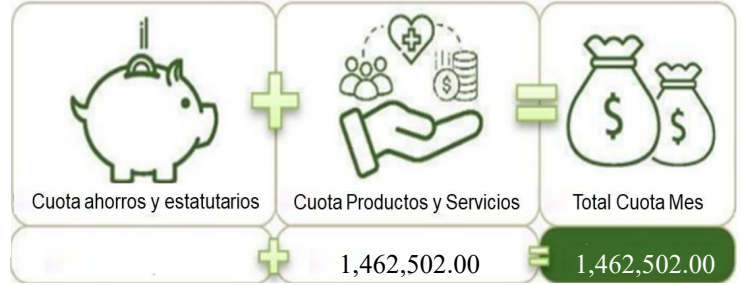 $
$ $
Cuota ahorros y estatutarios Cuota Productos y Servicios Total Cuota Mes
1,462,502.00 1,462,502.00